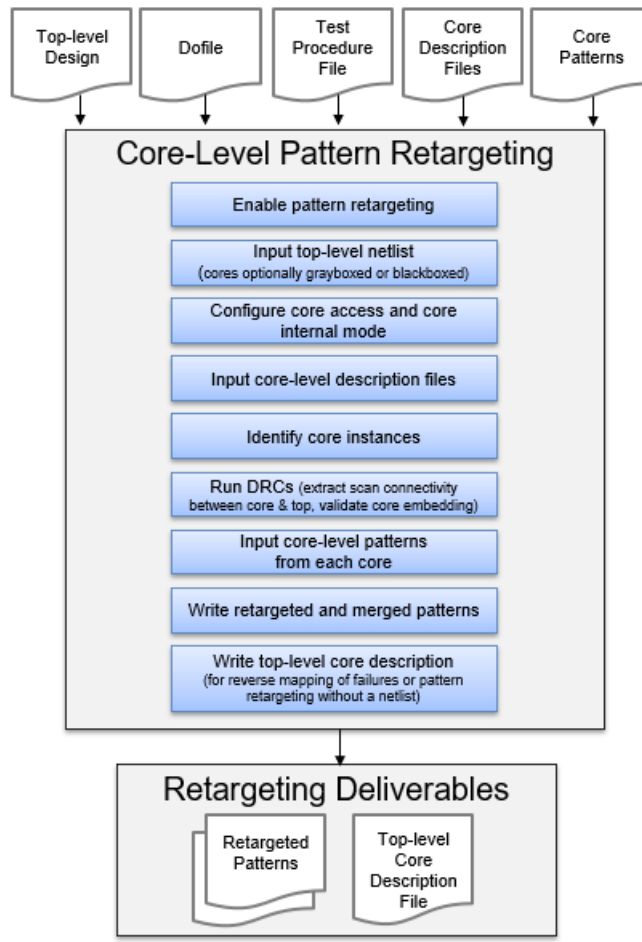 Top-level
Design
Dofile
Test
Procedure
File
Core
Description
Files
Core
Patterns
Core-Level Pattern Retargeting
Enable pattern retargeting
Input top-level netlist
(cores optionally grayboxed or blackboxed)
Configure core access and core
internal mode
Input core-level description files
Identify core instances
Run DRCs (extract scan connectivity
between core & top, validate core embedding)
Input core-level patterns
from each core
Write retargeted and merged patterns
Write top-level core description
(for reverse mapping of failures or pattern
retargeting without a netlist)
Retargeting Deliverables
Retargeted
Patterns
Top-level
Core
Description
File